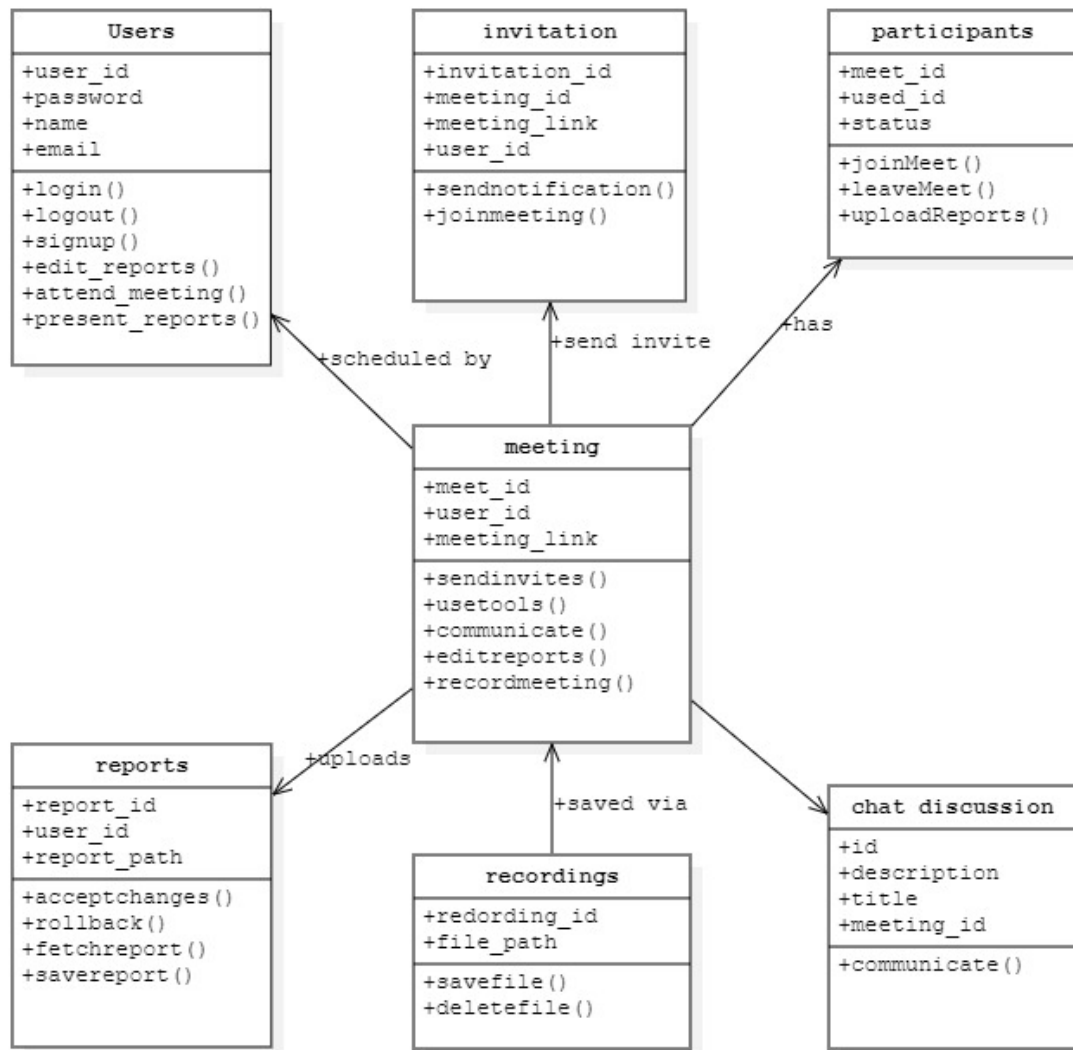 Users
+user_id
+password
+name
+email
+login()
+logout()
+signup()
+edit_reports()
+attend_meeting()
+present_reports()
invitation
+invitation_id
+meeting_id
+meeting_link
+user_id
+sendnotification()
+joinmeeting()
participants
+meet_id
+used_id
+status
+joinMeet()
+leaveMeet()
+uploadReports()
+scheduled by
+send invite
+has
meeting
+meet_id
+user_id
+meeting_link
+sendinvites()
+usetools()
+communicate()
+editreports()
+recordmeeting()
+uploads
+saved via
reports
+report_id
+user_id
+report_path
+acceptchanges()
+rollback()
+fetchreport()
+savereport()
recordings
+redording_id
+file_path
+savefile()
+deletefile()
chat discussion
+id
+description
+title
+meeting_id
+communicate()